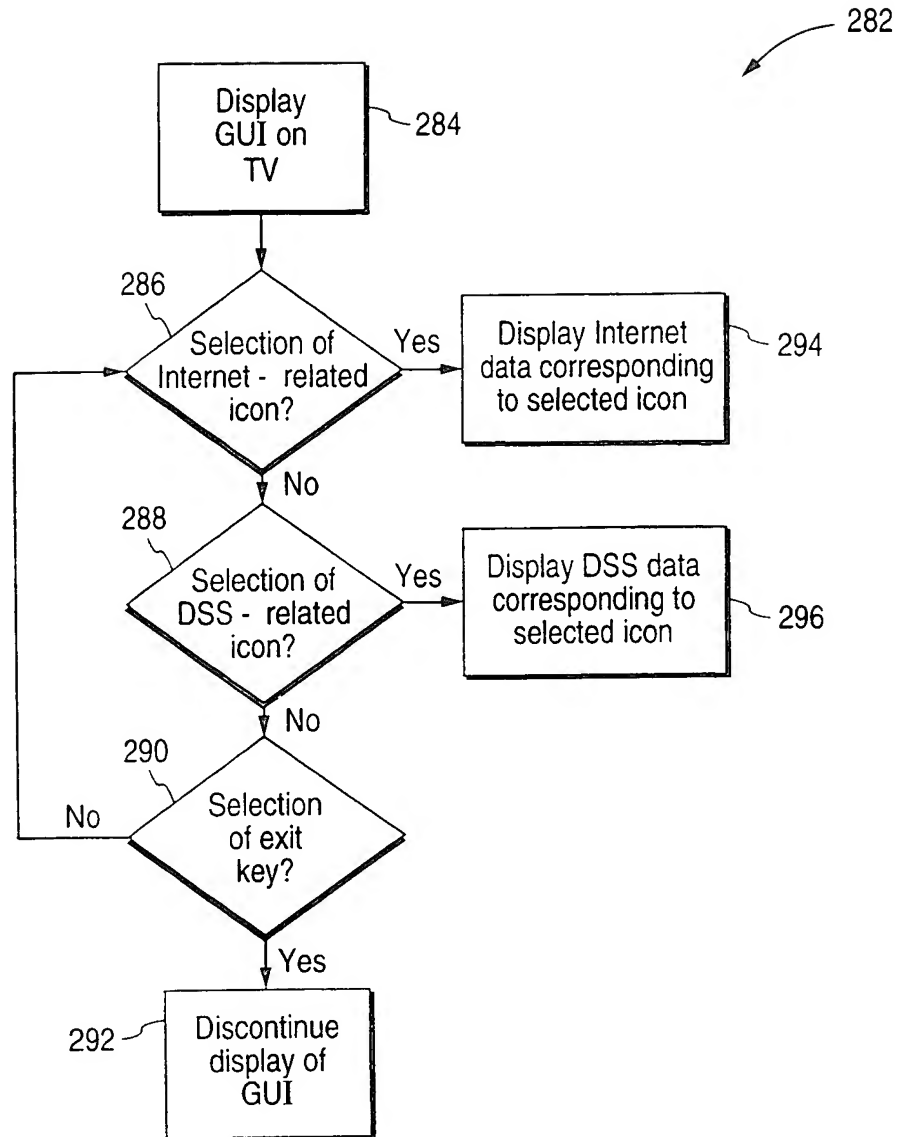 282
Display
GUI on
TV
284
286
Selection of
Internet - related
icon?
Yes
Display Internet
data corresponding
to selected icon
294
No
288
Selection of
DSS - related
icon?
Yes
Display DSS data
corresponding to
selected icon
296
No
290
Selection
of exit
key?
No
Yes
292
Discontinue
display of
GUI